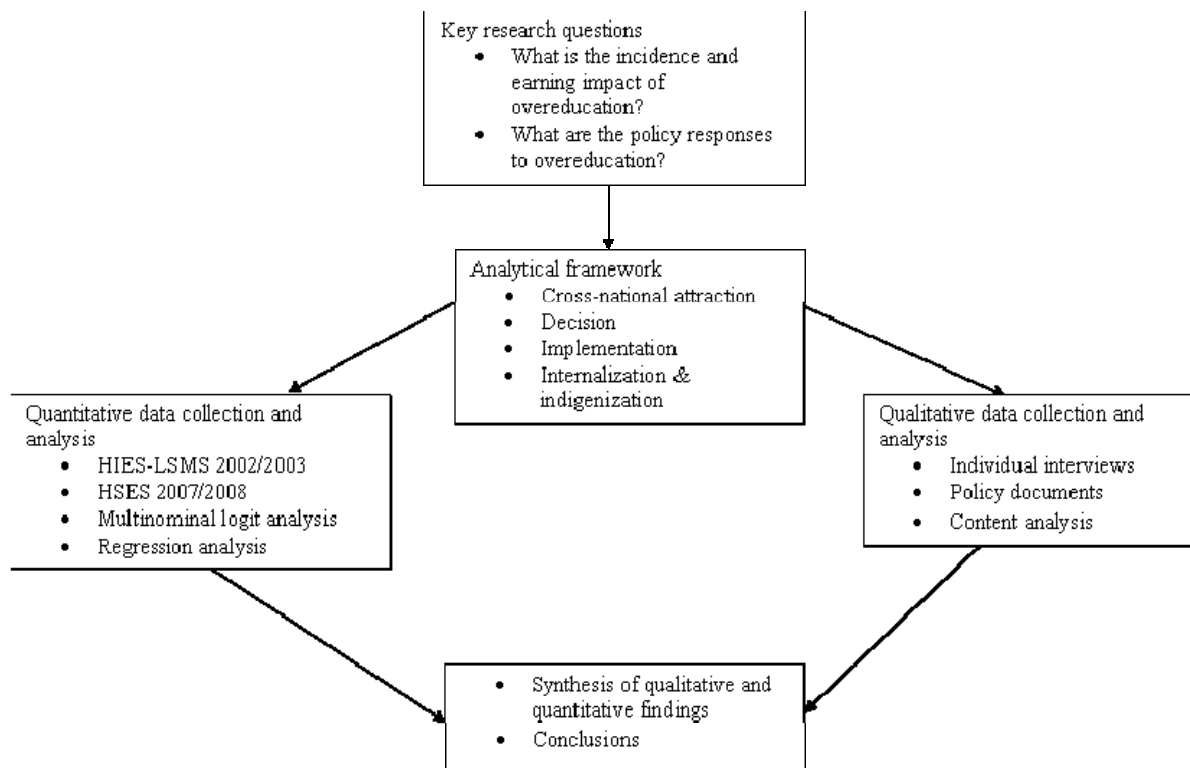 Key research questions
• What is the incidence and
earning impact of
overeducation?
• What are the policy responses
to overeducation?
Analytical framework
• Cross-national attraction
• Decision
• Implementation
• Internalization &
indigenization
Quantitative data collection and
analysis
• HIES-LSMS 2002/2003
• HSES 2007/2008
• Multinominal logit analysis
• Regression analysis
Qualitative data collection and
analysis
• Individual interviews
• Policy documents
• Content analysis
• Synthesis of qualitative and
quantitative findings
• Conclusions